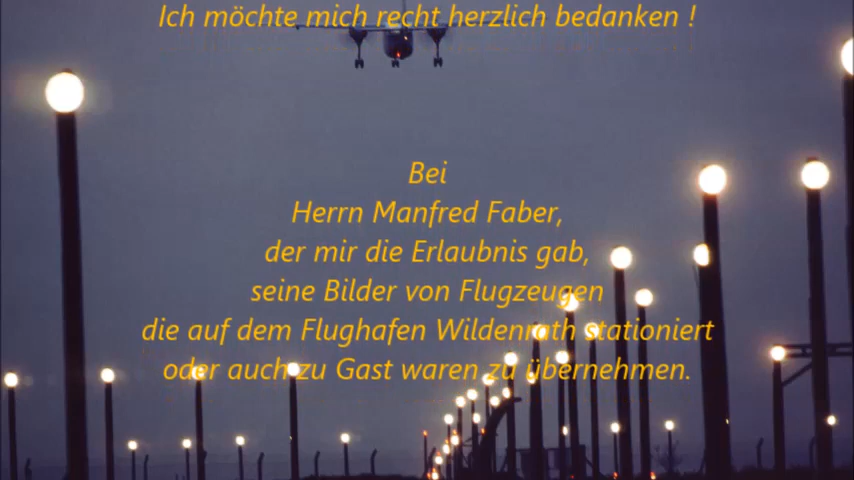 Ich möchte mich recht herzlich bedanken !
Bei
Herrn Manfred Faber,
der mir die Erlaubnis gab,
seine Bilder von Flugzeugen
die auf dem Flughafen Wildenrath stationiert
oder auch zu Gast waren zu übernehmen.